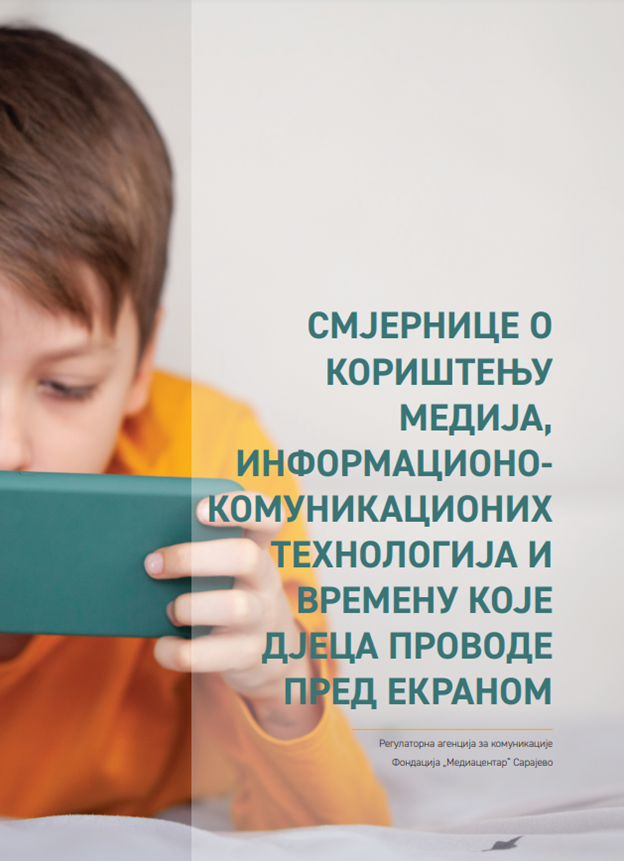 СМЈЕРНИЦЕ О
КОРИШТЕЊУ
МЕДИЈА,
ИНФОРМАЦИОНО-
КОМУНИКАЦИОНИХ
ТЕХНОЛОГИЈА И
ВРЕМЕНУ КОЈЕ
ДЈЕЦА ПРОВОДЕ
ПРЕД ЕКРАНОМ
Регулаторна агенција за комуникације
Фондација „Медиацентар“ Сарајево